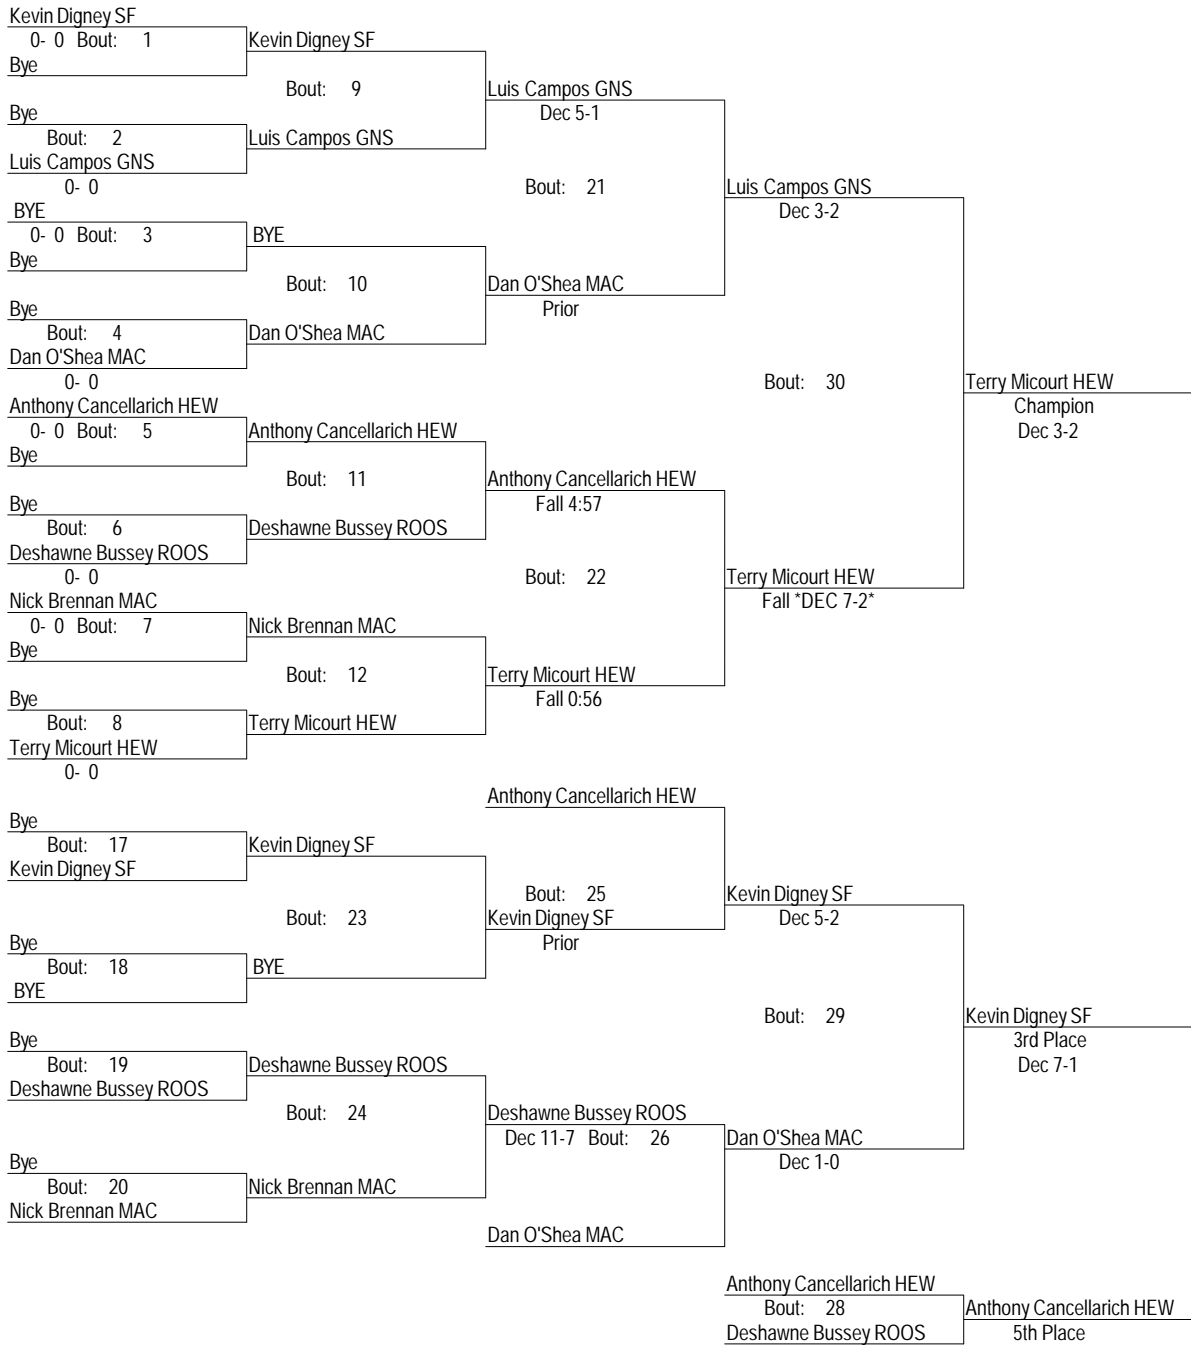 Kevin Digney SF
0- 0 Bout: 1
Kevin Digney SF
Bye
Bout: 9
Luis Campos GNS
Dec 5-1
Bye
Bout: 2
Luis Campos GNS
Luis Campos GNS
0- 0
Bout: 21
Luis Campos GNS
Dec 3-2
BYE
0- 0 Bout: 3
BYE
Bye
Bout: 10
Dan O'Shea MAC
Prior
Bye
Bout: 4
Dan O'Shea MAC
Dan O'Shea MAC
0- 0
Bout: 30
Terry Micourt HEW
Champion
Dec 3-2
Anthony Cancellarich HEW
0- 0 Bout: 5
Anthony Cancellarich HEW
Bye
Bout: 11
Anthony Cancellarich HEW
Fall 4:57
Bye
Bout: 6
Deshawne Bussey ROOS
Deshawne Bussey ROOS
0- 0
Bout: 22
Terry Micourt HEW
Fall *DEC 7-2*
Nick Brennan MAC
0- 0 Bout: 7
Nick Brennan MAC
Bye
Bout: 12
Terry Micourt HEW
Fall 0:56
Bye
Bout: 8
Terry Micourt HEW
Terry Micourt HEW
0- 0
Anthony Cancellarich HEW
Bye
Bout: 17
Kevin Digney SF
Kevin Digney SF
Bout: 25
Kevin Digney SF
Dec 5-2
Bout: 23
Kevin Digney SF
Prior
Bye
Bout: 18
BYE
BYE
Bout: 29
Kevin Digney SF
3rd Place
Dec 7-1
Bye
Bout: 19
Deshawne Bussey ROOS
Deshawne Bussey ROOS
Bout: 24
Deshawne Bussey ROOS
Dec 11-7 Bout: 26
Dan O'Shea MAC
Dec 1-0
Bye
Bout: 20
Nick Brennan MAC
Nick Brennan MAC
Dan O'Shea MAC
Anthony Cancellarich HEW
Bout: 28
Anthony Cancellarich HEW
Deshawne Bussey ROOS
5th Place